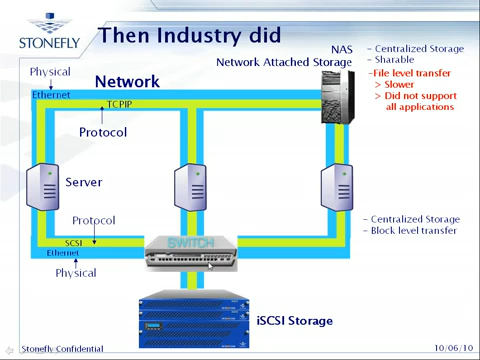 STONEFLY
Then Industry did
NAS
Network Attached Storage
– Centralized Storage
– Sharable
–File level transfer
> Slower
> Did not support
all applications
Physical
Network
Ethernet
TCPIP
Protocol
Server
Protocol
SCSI
Ethernet
Physical
SWITCH
– Centralized Storage
– Block level transfer
iSCSI Storage
Stonefly Confidential
10/06/10